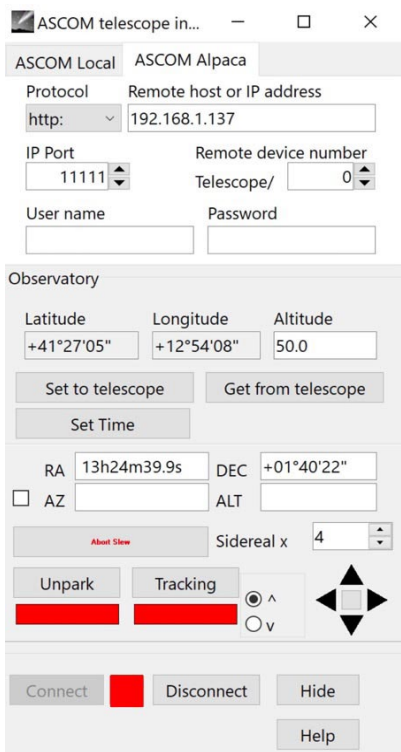 ASCOM telescope in...
ASCOM Local ASCOM Alpaca
Protocol Remote host or IP address
http: 192.168.1.137
IP Port Remote device number
11111 Telescope/ 0
User name Password
Observatory
Latitude Longitude Altitude
+41°27'05" +12°54'08" 50.0
Set to telescope Get from telescope
Set Time
RA 13h24m39.9s DEC +01°40'22"
AZ ALT
Abort Slew Sidereal x 4
Unpark Tracking
^
v
Connect Disconnect Hide
Help